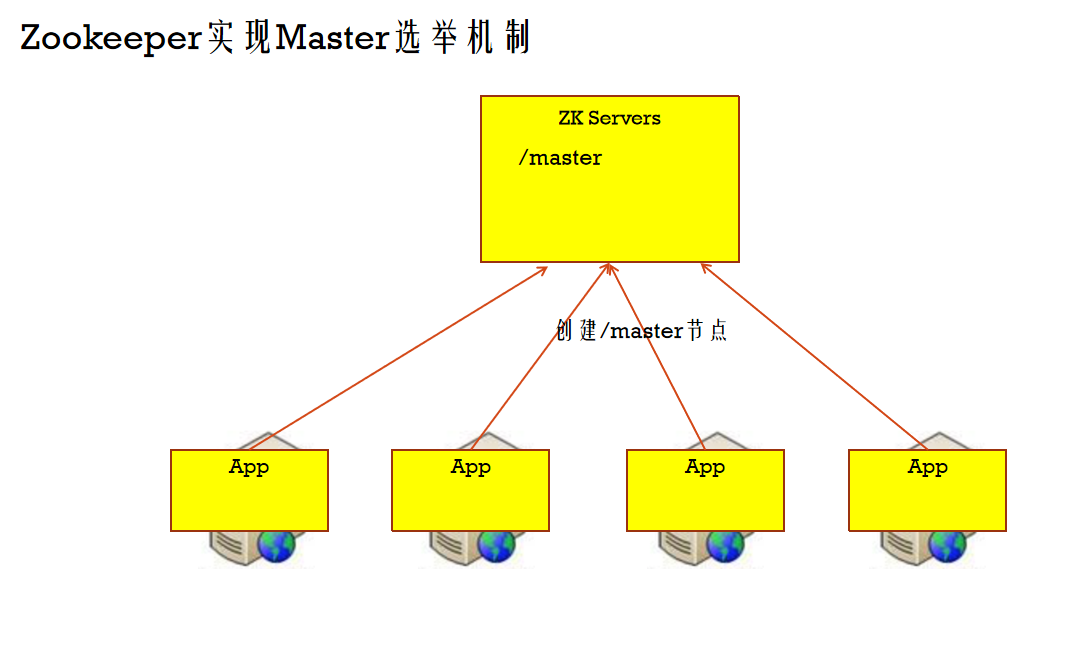 Zookeeper实现Master选举机制
ZK Servers
/master
创建/master节点
App
App
App
App